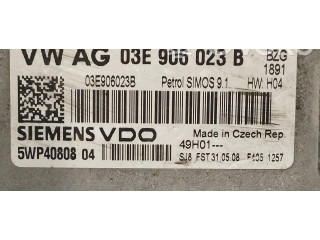 VW AG 03E 906 023 B BZG
1891
03E906023B Petrol SIMOS 9.1 HW: H04
SIEMENS VDO Made in Czech Rep.
5WP40808 04 49H01---
SJ8 FST 31.05.08 1257